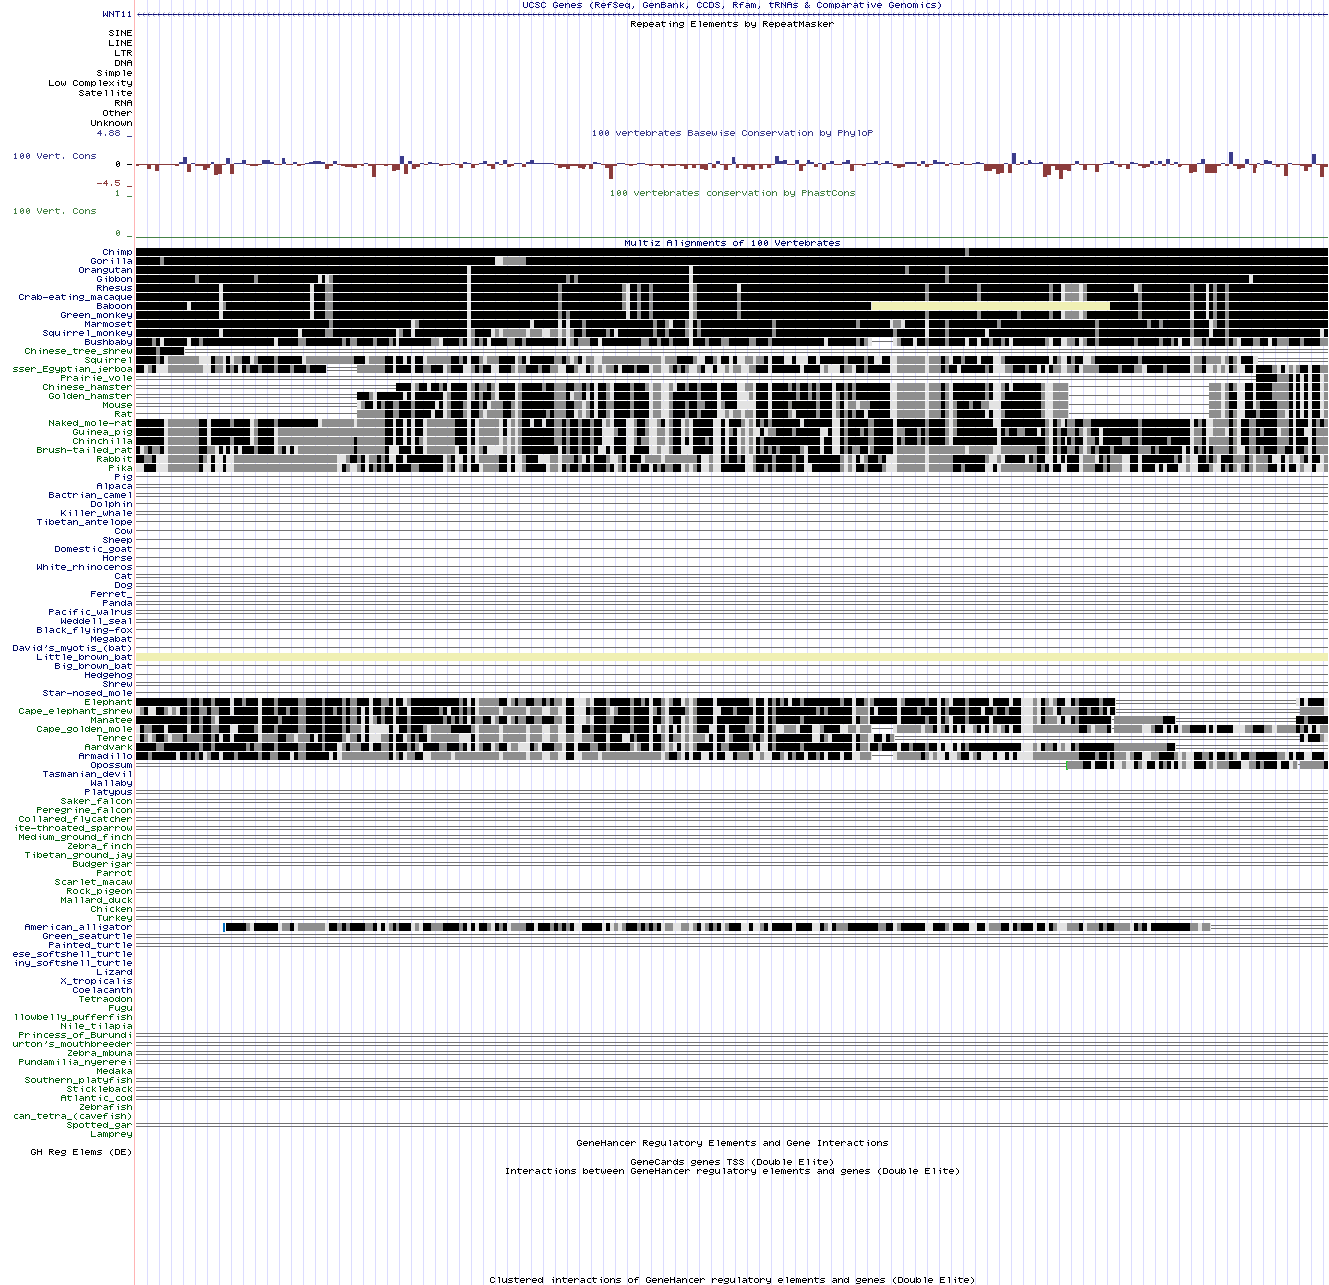 UCSC Genes (RefSeq, GenBank, CCDS, Rfam, tRNAs & Comparative Genomics)
WNT11
Repeating Elements by RepeatMasker
SINE
LINE
LTR
DNA
Simple
Low Complexity
Satellite
RNA
Other
Unknown
4.88 _
100 vertebrates Basewise Conservation by PhyloP
100 Vert. Cons
0 -
-4.5 _
100 vertebrates conservation by PhastCons
1 _
100 Vert. Cons
0 _
Multiz Alignments of 100 Vertebrates
Chimp
Gorilla
Orangutan
Gibbon
Rhesus
Crab-eating_macaque
Baboon
Green_monkey
Marmoset
Squirrel_monkey
Bushbaby
Chinese_tree_shrew
Squirrel
sser_Egyptian_jerboa
Prairie_vole
Chinese_hamster
Golden_hamster
Mouse
Rat
Naked_mole-rat
Guinea_pig
Chinchilla
Brush-tailed_rat
Rabbit
Pika
Pig
Alpaca
Bactrian_camel
Dolphin
Killer_whale
Tibetan_antelope
Cow
Sheep
Domestic_goat
Horse
White_rhinoceros
Cat
Dog
Ferret_
Panda
Pacific_walrus
Weddell_seal
Black_flying-fox
Megabat
David's_myotis_(bat)
Little_brown_bat
Big_brown_bat
Hedgehog
Shrew
Star-nosed_mole
Elephant
Cape_elephant_shrew
Manatee
Cape_golden_mole
Tenrec
Aardvark
Armadillo
Opossum
Tasmanian_devil
Wallaby
Platypus
Saker_falcon
Peregrine_falcon
Collared_flycatcher
ite-throated_sparrow
Medium_ground_finch
Zebra_finch
Tibetan_ground_jay
Budgerigar
Parrot
Scarlet_macaw
Rock_pigeon
Mallard_duck
Chicken
Turkey
American_alligator
Green_seaturtle
Painted_turtle
ese_softshell_turtle
iny_softshell_turtle
Lizard
X_tropicalis
Coelacanth
Tetraodon
Fugu
llowbelly_pufferfish
Nile_tilapia
Princess_of_Burundi
urton's_mouthbreeder
Zebra_mbuna
Pundamilia_nyererei
Medaka
Southern_platyfish
Stickleback
Atlantic_cod
Zebrafish
can_tetra_(cavefish)
Spotted_gar
Lamprey
GeneHancer Regulatory Elements and Gene Interactions
GH Reg Elems (DE)
GeneCards genes TSS (Double Elite)
Interactions between GeneHancer regulatory elements and genes (Double Elite)
Clustered interactions of GeneHancer regulatory elements and genes (Double Elite)